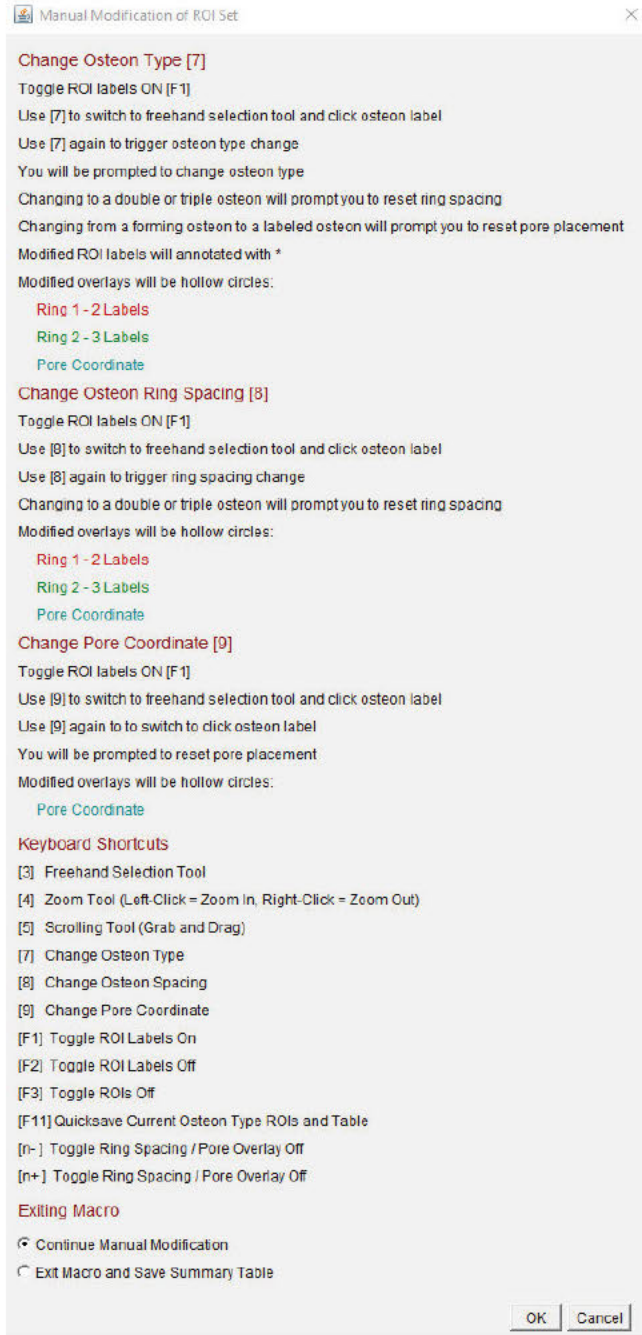 Manual Modification of ROI Set
Change Osteon Type [7]
Toggle ROI labels ON [F1]
Use [7] to switch to freehand selection tool and click osteon label
Use [7] again to trigger osteon type change
You will be prompted to change osteon type
Changing to a double or triple osteon will prompt you to reset ring spacing
Changing from a forming osteon to a labeled osteon will prompt you to reset pore placement
Modified ROI labels will annotated with *
Modified overlays will be hollow circles:
Ring 1 - 2 Labels
Ring 2 - 3 Labels
Pore Coordinate
Change Osteon Ring Spacing [8]
Toggle ROI labels ON [F1]
Use [8] to switch to freehand selection tool and click osteon label
Use [8] again to trigger ring spacing change
Changing to a double or triple osteon will prompt you to reset ring spacing
Modified overlays will be hollow circles:
Ring 1 - 2 Labels
Ring 2 - 3 Labels
Pore Coordinate
Change Pore Coordinate [9]
Toggle ROI labels ON [F1]
Use [9] to switch to freehand selection tool and click osteon label
Use [9] again to to switch to click osteon label
You will be prompted to reset pore placement
Modified overlays will be hollow circles:
Pore Coordinate
Keyboard Shortcuts
[3] Freehand Selection Tool
[4] Zoom Tool (Left-Click = Zoom In, Right-Click = Zoom Out)
[5] Scrolling Tool (Grab and Drag)
[7] Change Osteon Type
[8] Change Osteon Spacing
[9] Change Pore Coordinate
[F1] Toggle ROI Labels On
[F2] Toggle ROI Labels Off
[F3] Toggle ROIs Off
[F11] Quicksave Current Osteon Type ROIs and Table
[n- ] Toggle Ring Spacing / Pore Overlay Off
[n+ ] Toggle Ring Spacing / Pore Overlay Off
Exiting Macro
Continue Manual Modification
Exit Macro and Save Summary Table
OK Cancel